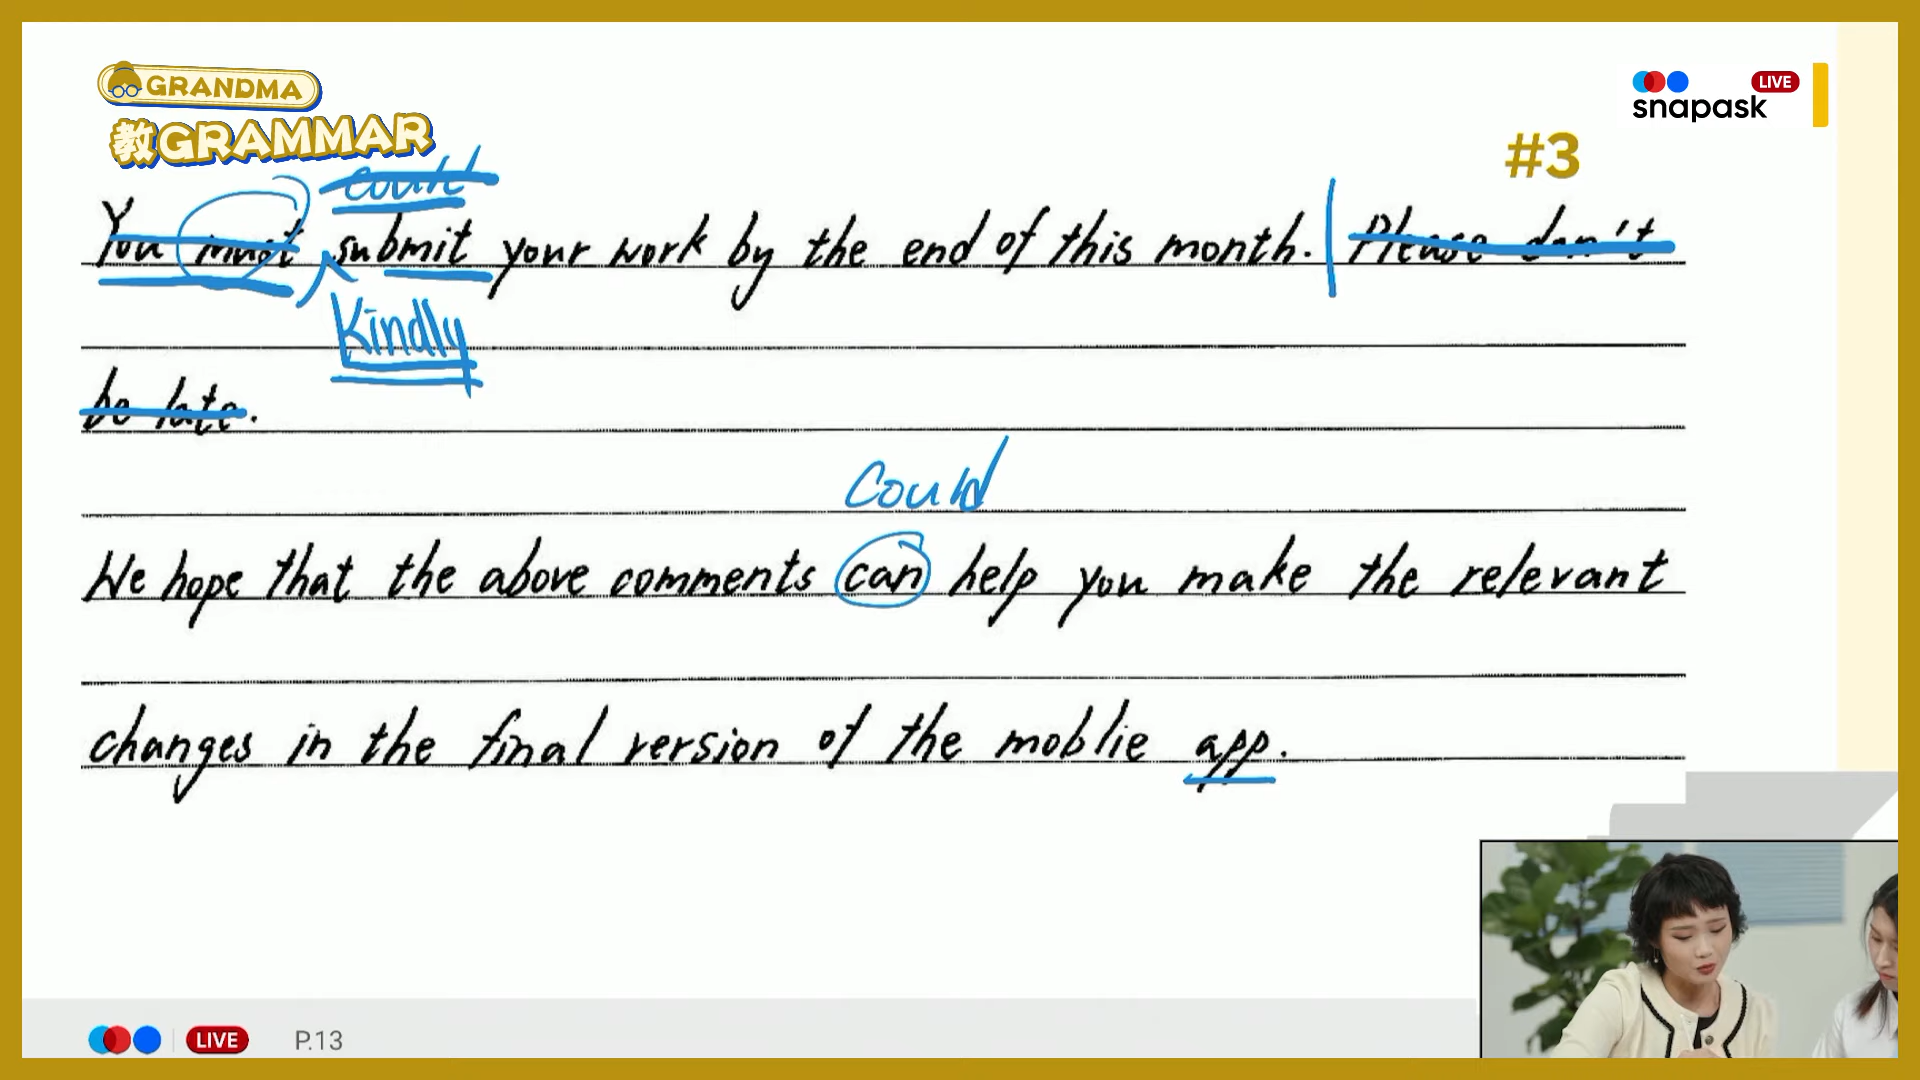 GRANDMA
教GRAMMAR
snapask LIVE
#3
could
You must submit your work by the end of this month. Please don't
Kindly
be late.
Could
We hope that the above comments can help you make the relevant
changes in the final version of the moblie app.
LIVE P.13